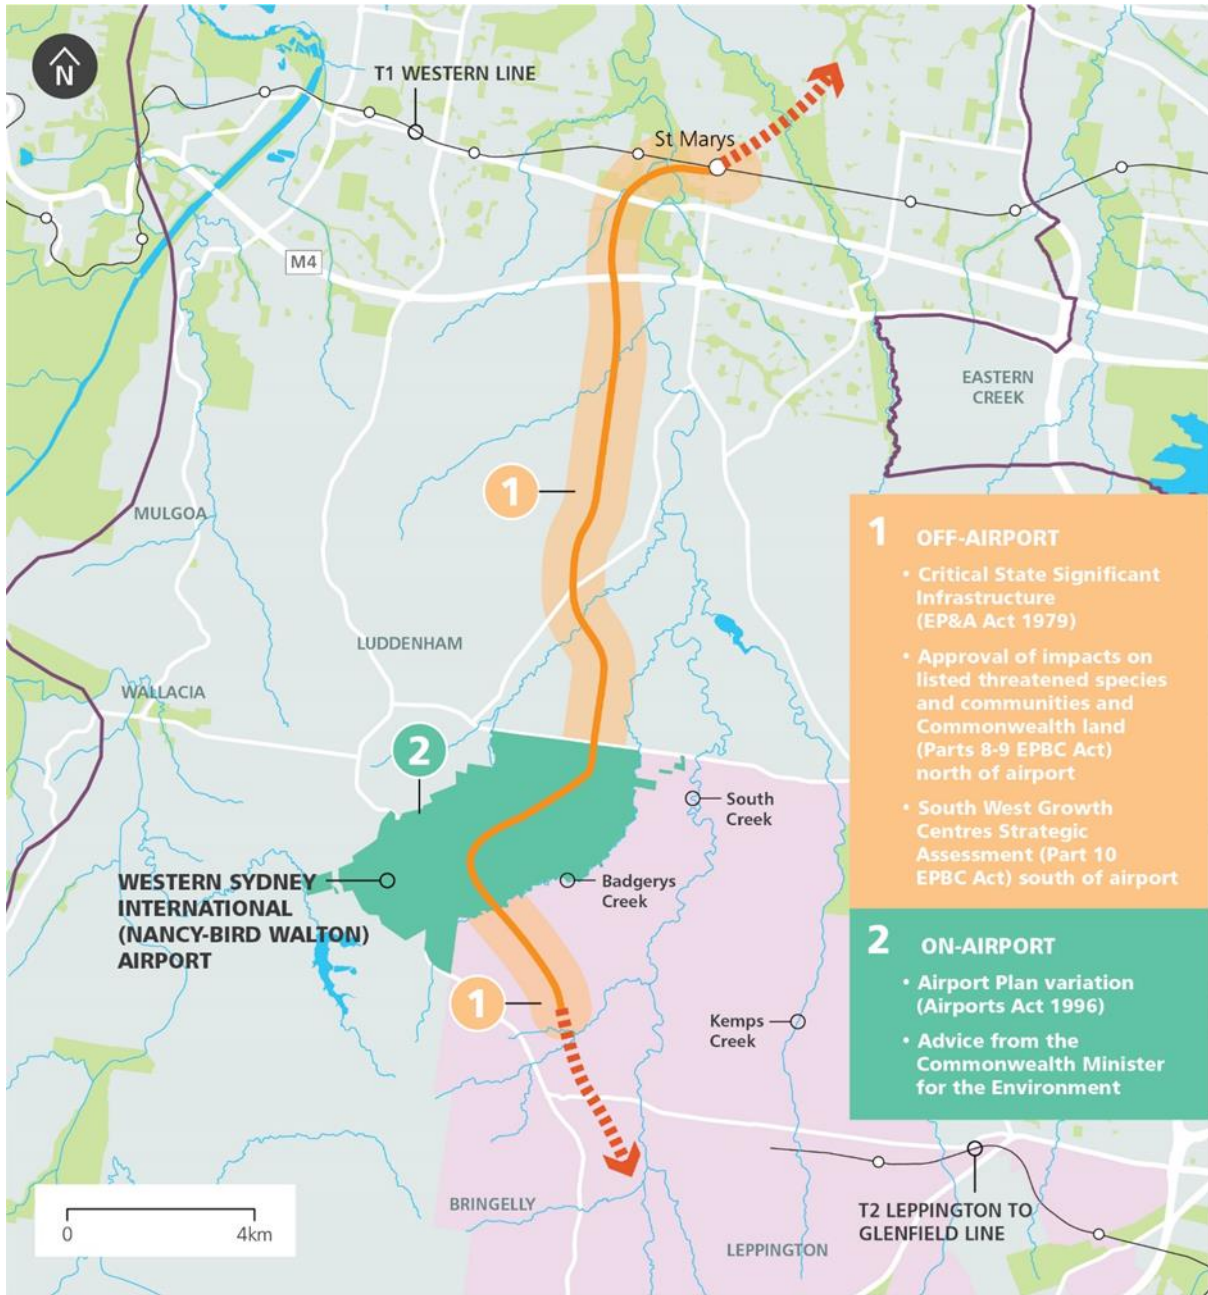 N
T1 WESTERN LINE
St Marys
M4
EASTERN
CREEK
1
MULGOA
LUDDENHAM
WALLACIA
2
South
Creek
Badgerys
Creek
WESTERN SYDNEY
INTERNATIONAL
(NANCY-BIRD WALTON)
AIRPORT
1
Kemps
Creek
BRINGELLY
LEPPINGTON
T2 LEPPINGTON TO
GLENFIELD LINE
0 4km
1 OFF-AIRPORT
• Critical State Significant
Infrastructure
(EP&A Act 1979)
• Approval of impacts on
listed threatened species
and communities and
Commonwealth land
(Parts 8-9 EPBC Act)
north of airport
• South West Growth
Centres Strategic
Assessment (Part 10
EPBC Act) south of airport
2 ON-AIRPORT
• Airport Plan variation
(Airports Act 1996)
• Advice from the
Commonwealth Minister
for the Environment